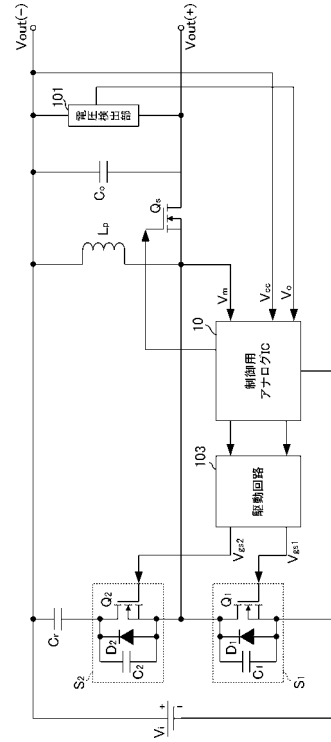 Vout(-)
Vout(+)
101
電圧検出部
Co
Lp
Qs
Vm
Vcc
Vo
10
制御用
アナログIC
103
駆動回路
Vgs2
Vgs1
Cr
Q2
D2
C2
S2
Q1
D1
C1
S1
Vi
+
-